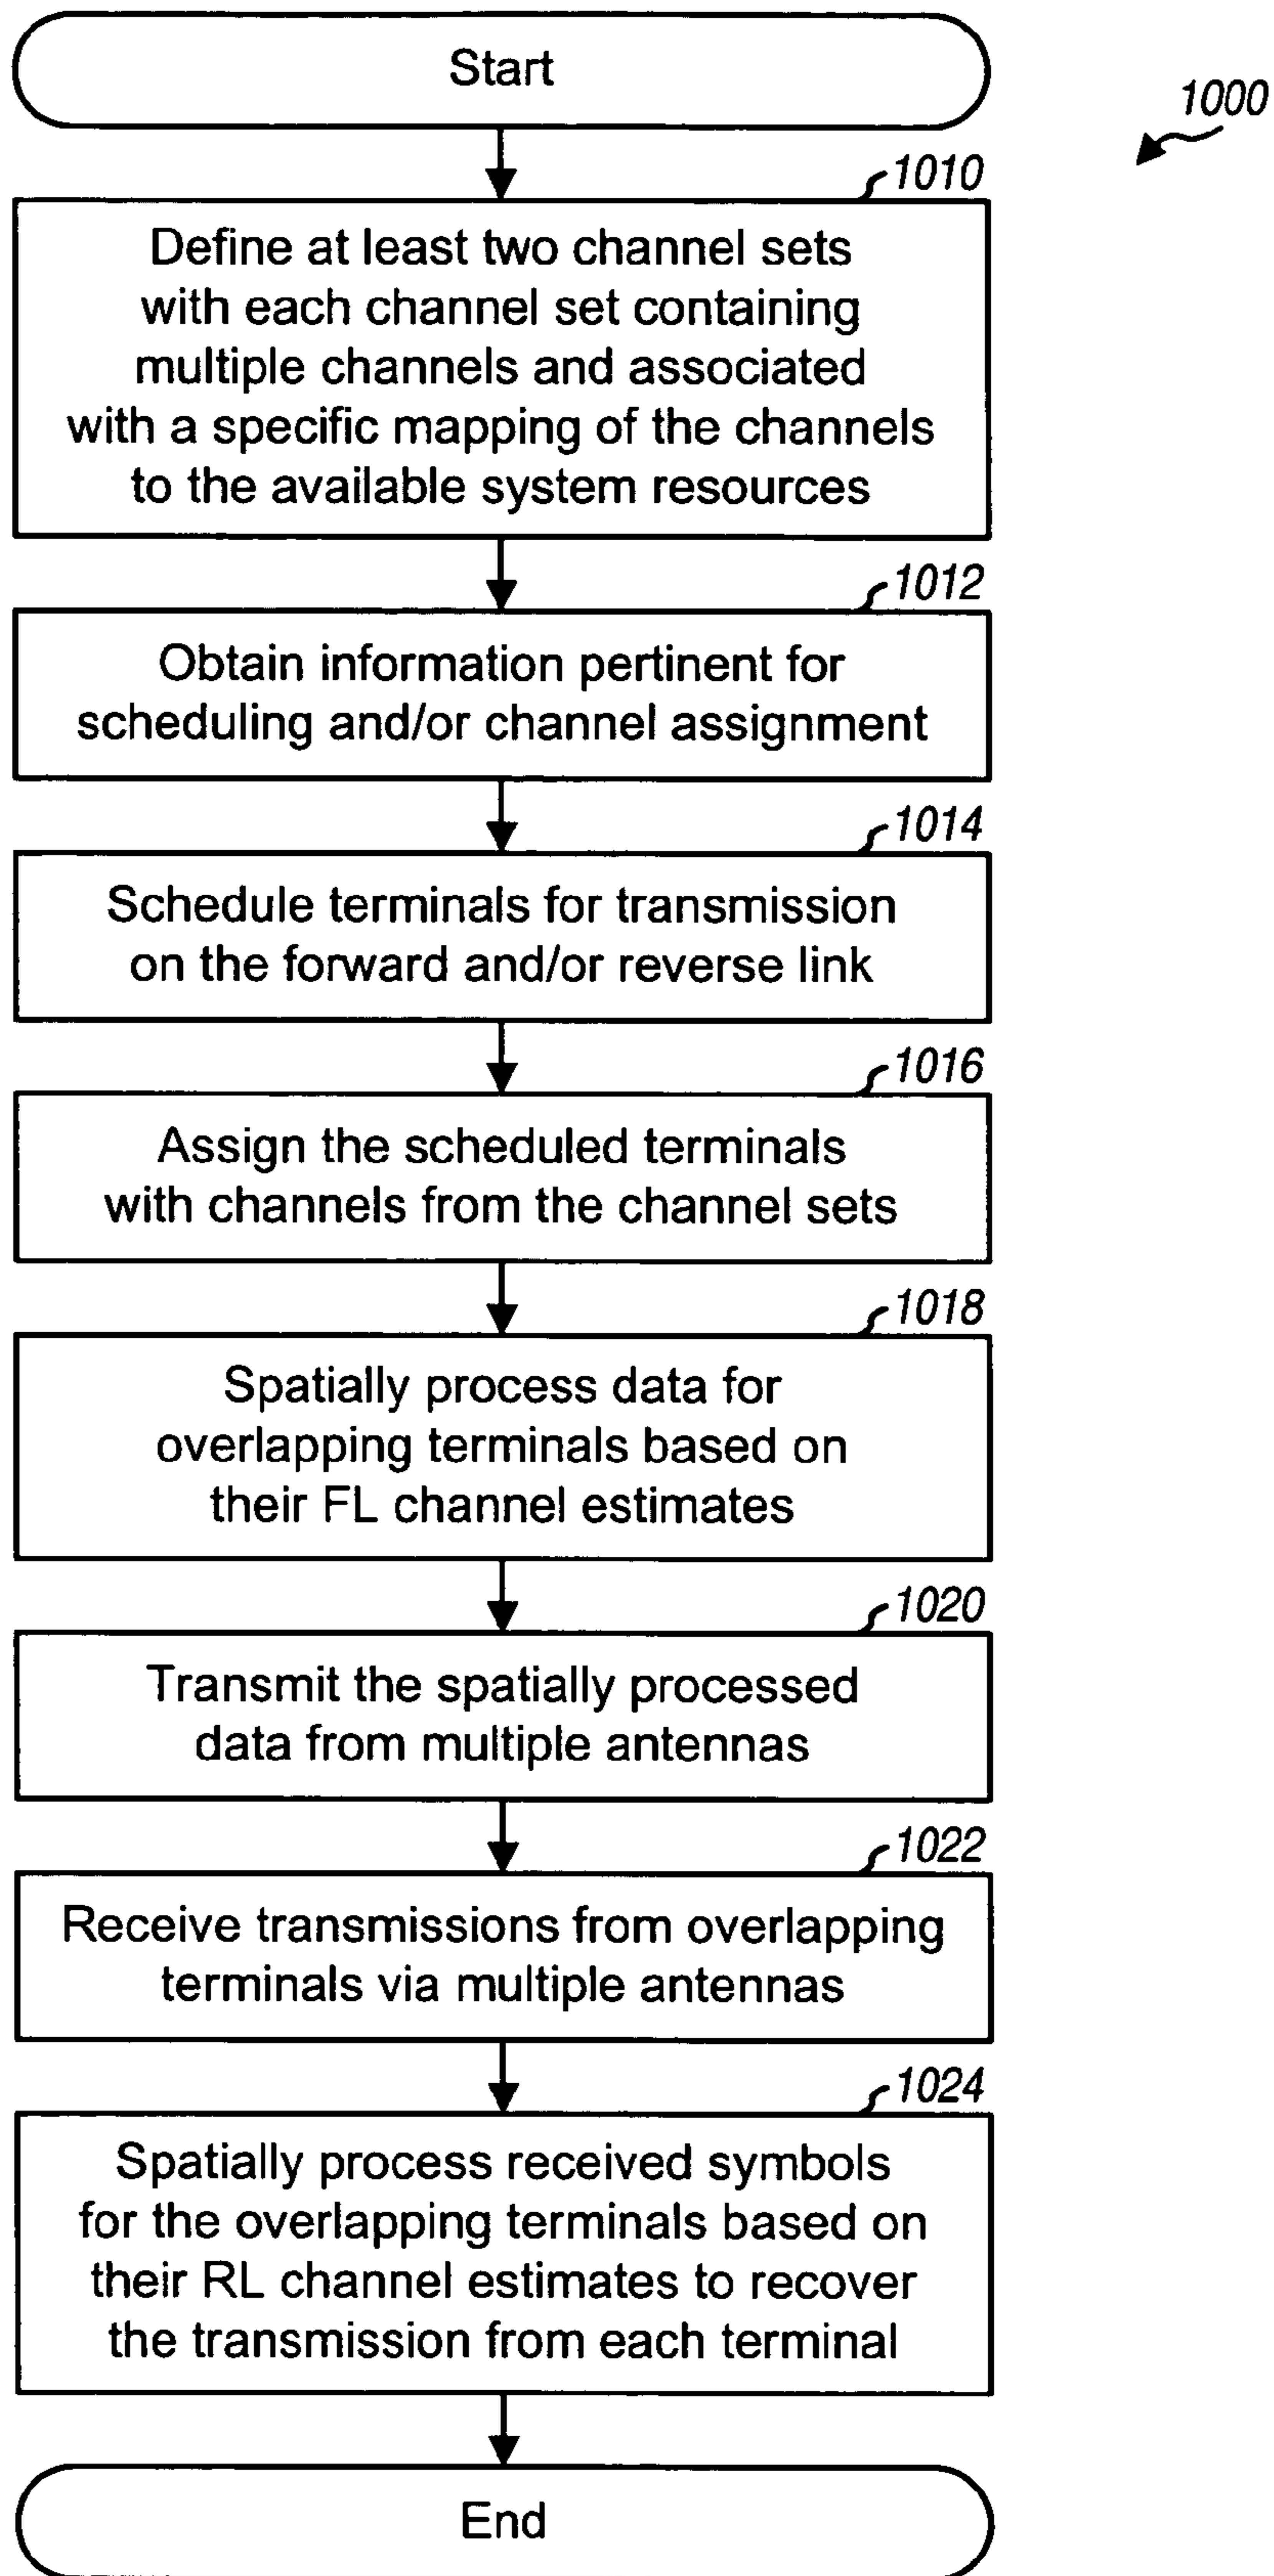 Start
1000
1010
Define at least two channel sets
with each channel set containing
multiple channels and associated
with a specific mapping of the channels
to the available system resources
1012
Obtain information pertinent for
scheduling and/or channel assignment
1014
Schedule terminals for transmission
on the forward and/or reverse link
1016
Assign the scheduled terminals
with channels from the channel sets
1018
Spatially process data for
overlapping terminals based on
their FL channel estimates
1020
Transmit the spatially processed
data from multiple antennas
1022
Receive transmissions from overlapping
terminals via multiple antennas
1024
Spatially process received symbols
for the overlapping terminals based on
their RL channel estimates to recover
the transmission from each terminal
End